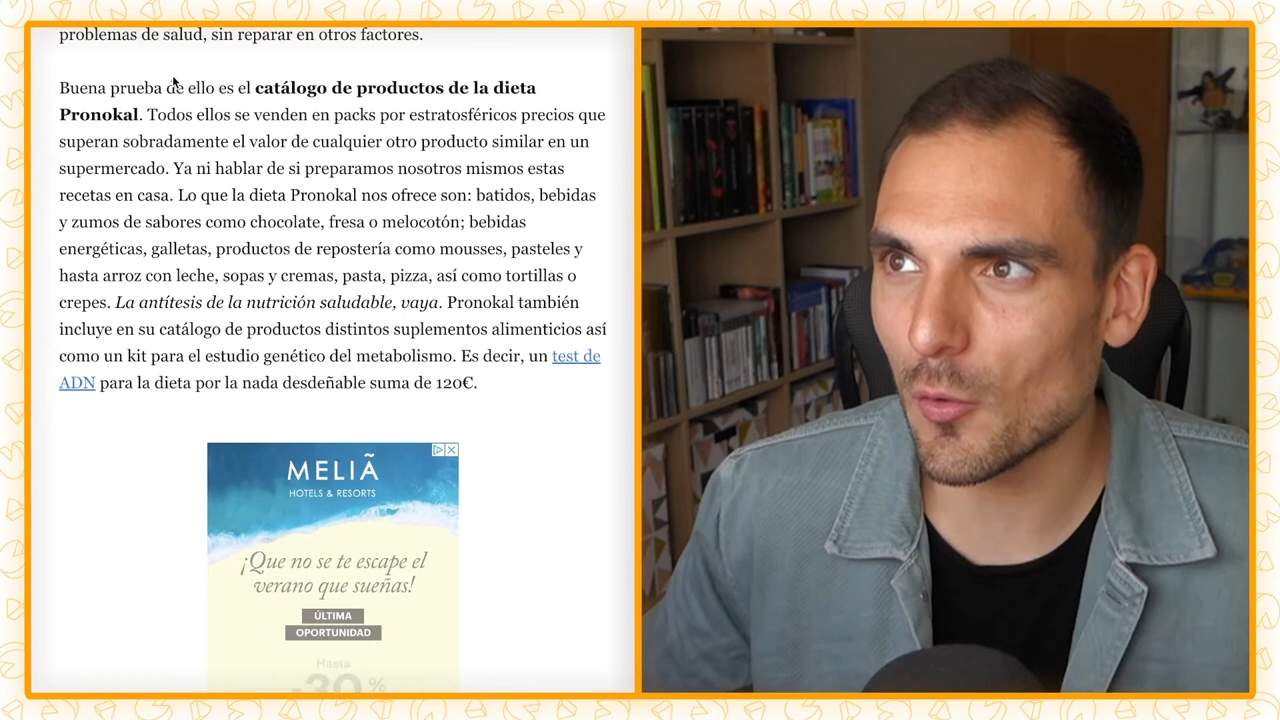 problemas de salud, sin reparar en otros factores.
Buena prueba de ello es el catálogo de productos de la dieta
Pronokal. Todos ellos se venden en packs por estratosféricos precios que
superan sobradamente el valor de cualquier otro producto similar en un
supermercado. Ya ni hablar de si preparamos nosotros mismos estas
recetas en casa. Lo que la dieta Pronokal nos ofrece son: batidos, bebidas
y zumos de sabores como chocolate, fresa o melocotón; bebidas
energéticas, galletas, productos de repostería como mousses, pasteles y
hasta arroz con leche, sopas y cremas, pasta, pizza, así como tortillas o
crepes. La antítesis de la nutrición saludable, vaya. Pronokal también
incluye en su catálogo de productos distintos suplementos alimenticios así
como un kit para el estudio genético del metabolismo. Es decir, un test de
ADN para la dieta por la nada desdeñable suma de 120€.
MELIÃ
HOTELS & RESORTS
¡Que no se te escape el
verano que sueñas!
ÚLTIMA
OPORTUNIDAD
Hasta
-30%